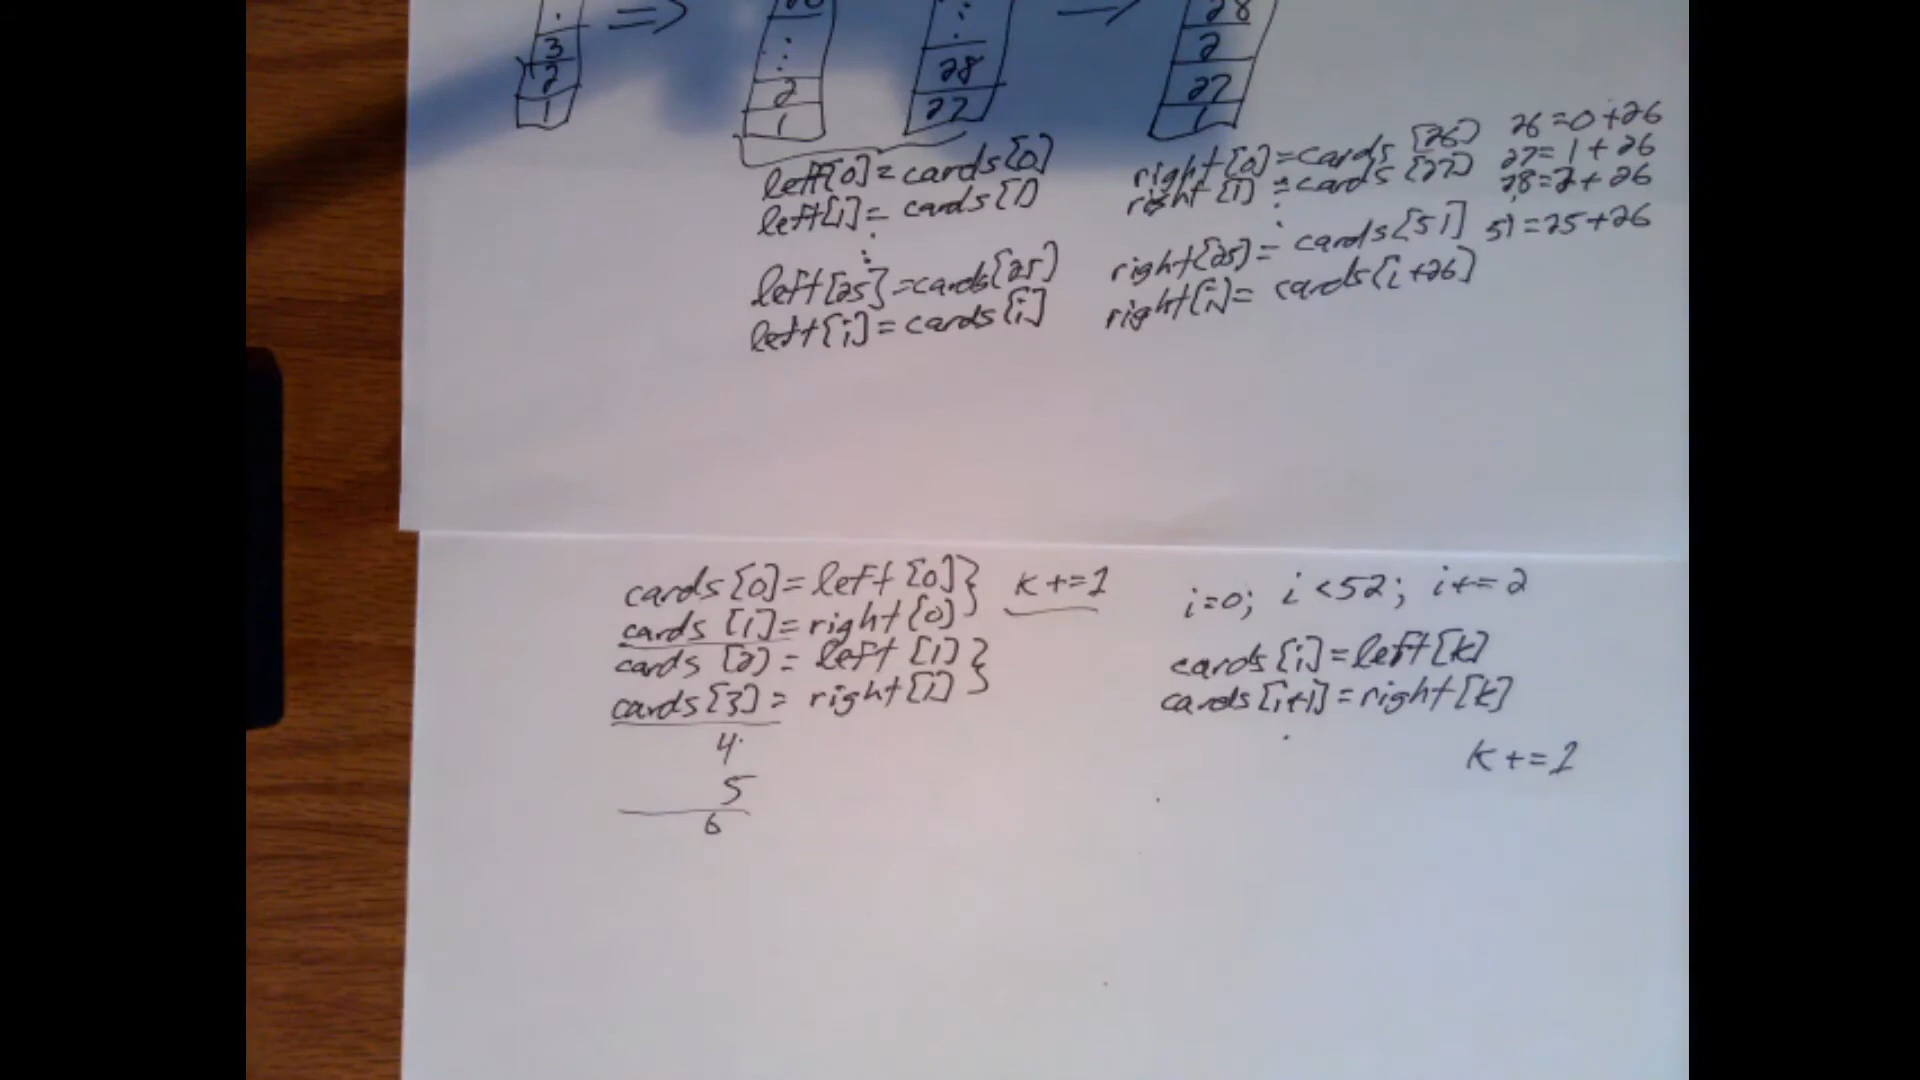 . => : : => 28
3 28 2
2 2 27
1 1 27 1
left[0]=cards[0]
left[1]= cards[1]
:
left[25]=cards[25]
left[i]=cards[i]
right[0]=cards [26] 26=0+26
right[1]=cards [27] 27=1+26
: 28=2+26
right[25]= cards[51] 51=25+26
right[i]= cards[i+26]
cards[0]=left[0]} k+=1
cards [1]=right[0]
cards [2]= left [1]}
cards[3]= right[1]
4
5
6
i=0; i<52; i+=2
cards[i]=left[k]
cards[i+1]=right[k]
k+=1